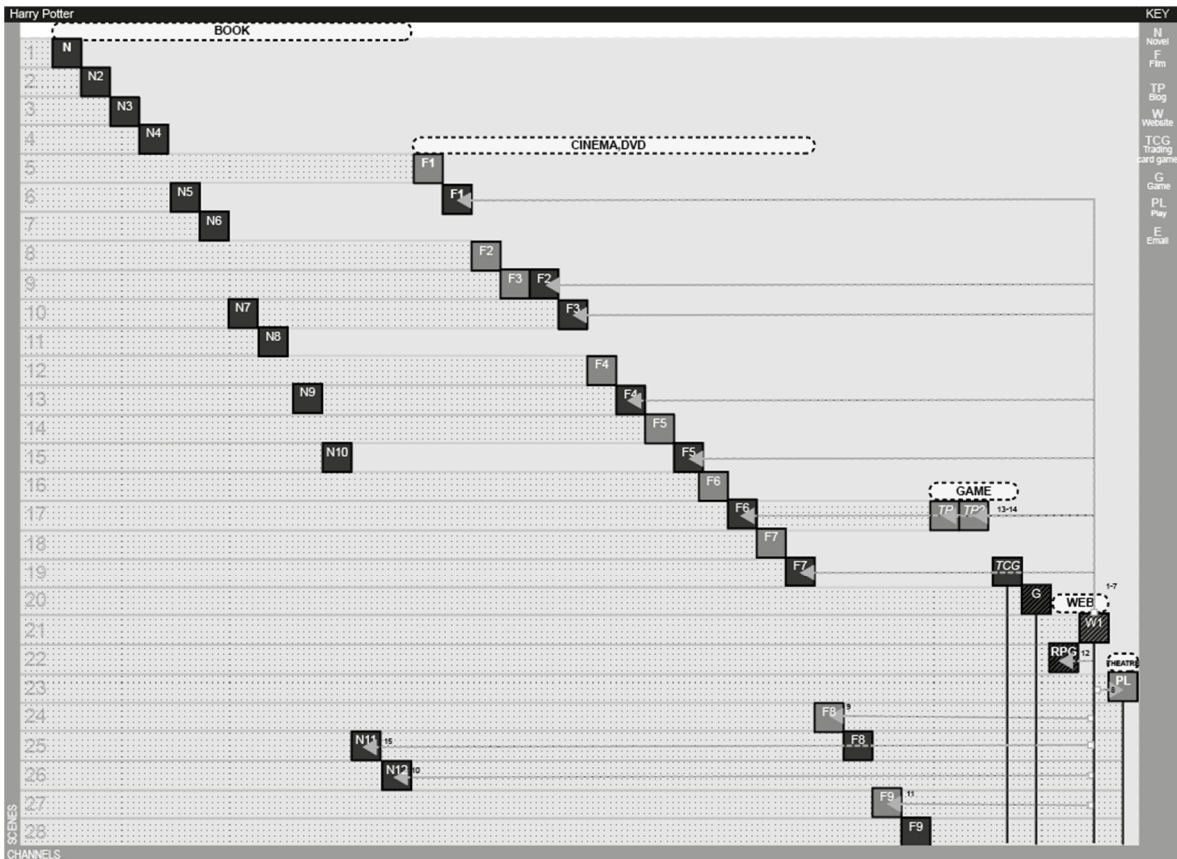 Harry Potter KEY
BOOK
N
Novel
F
Film
TP
Blog
W
Website
TCG
Trading
card game
G
Game
PL
Play
E
Email
1 N
2 N2
3 N3
4 N4
CINEMA,DVD
5 F1
6 N5 F1
7 N6
8 F2
9 F3 F2
10 N7 F3
11 N8
12 F4
13 N9 F4
14 F5
15 N10 F5
16 F6
GAME
17 F6 TP TP2 13-14
18 F7
19 F7 TCG
1-7
20 G WEB
21 W1
22 RPG 12
THEATRE
23 8 PL
24 F8 9
25 N11 15 F8
26 N12 10
27 F9 11
28 F9
SCENES
CHANNELS